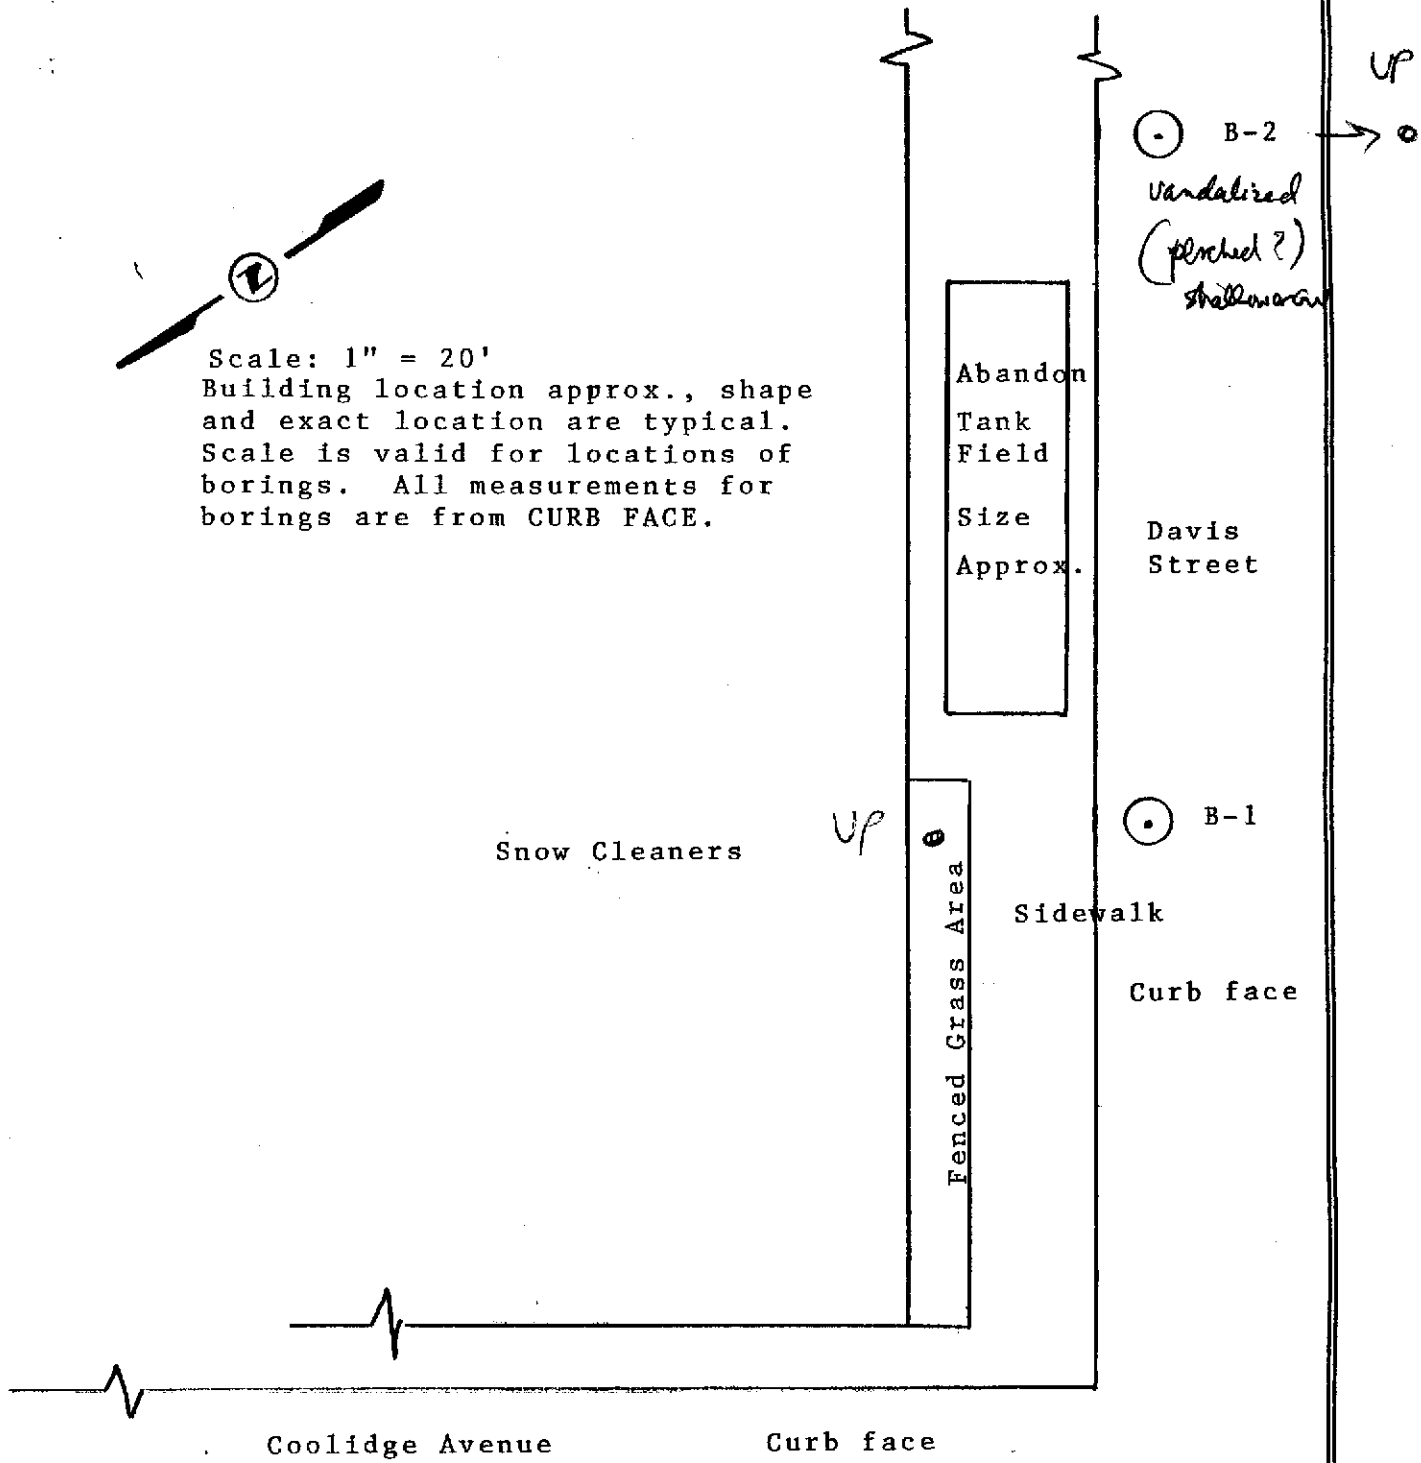 UP
B-2
vandalized
(perched?)
Scale: 1" = 20'
Building location approx., shape
and exact location are typical.
Scale is valid for locations of
borings. All measurements for
borings are from CURB FACE.
Abandon
Tank
Field
Size
Approx.
Davis
Street
UP
B-1
Snow Cleaners
Fenced Grass Area
Sidewalk
Curb face
Coolidge Avenue
Curb face